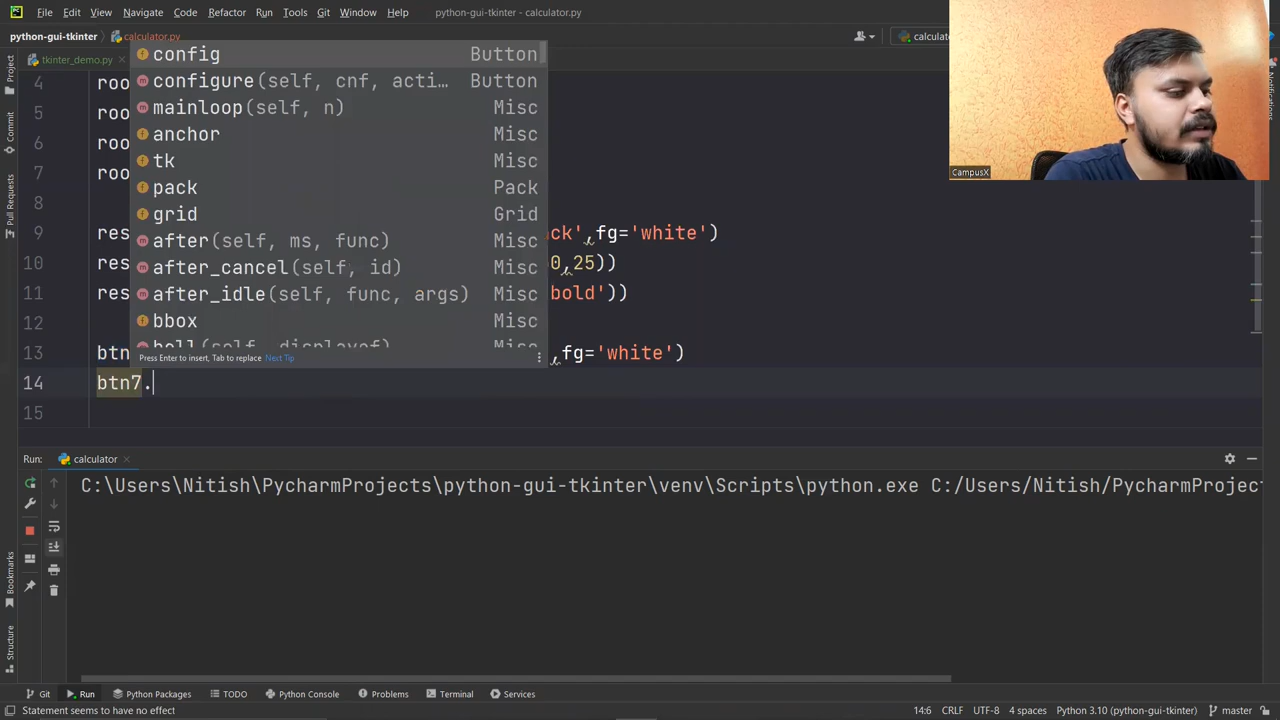 File Edit View Navigate Code Refactor Run Tools Git Window Help python-gui-tkinter - calculator.py
python-gui-tkinter calculator.py
tkinter_demo.py
Project
Commit
Pull Requests
Bookmarks
Structure
Notifications
config Button
configure(self, cnf, acti… Button
mainloop(self, n) Misc
anchor Misc
tk Misc
pack Pack
grid Grid
after(self, ms, func) Misc
after_cancel(self, id) Misc
after_idle(self, func, args) Misc
bbox Misc
Press Enter to insert, Tab to replace Next Tip
4 roo
5 roo
6 roo
7 roo
8
9 res ck',fg='white')
10 res 0,25))
11 res bold'))
12
13 btn ,fg='white')
14 btn7.
15
CampusX
Run: calculator
C:\Users\Nitish\PycharmProjects\python-gui-tkinter\venv\Scripts\python.exe C:/Users/Nitish/PycharmProject
Git Run Python Packages TODO Python Console Problems Terminal Services
Statement seems to have no effect 14:6 CRLF UTF-8 4 spaces Python 3.10 (python-gui-tkinter) master